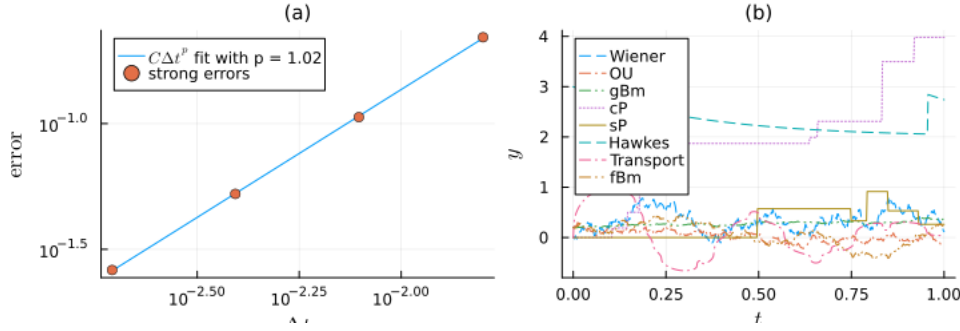 (a)
CΔt^p fit with p = 1.02
strong errors
error
10^-1.0
10^-1.5
10^-2.50
10^-2.25
10^-2.00
Δt
(b)
Wiener
OU
gBm
cP
sP
Hawkes
Transport
fBm
y
4
3
2
1
0
0.00
0.25
0.50
0.75
1.00
t